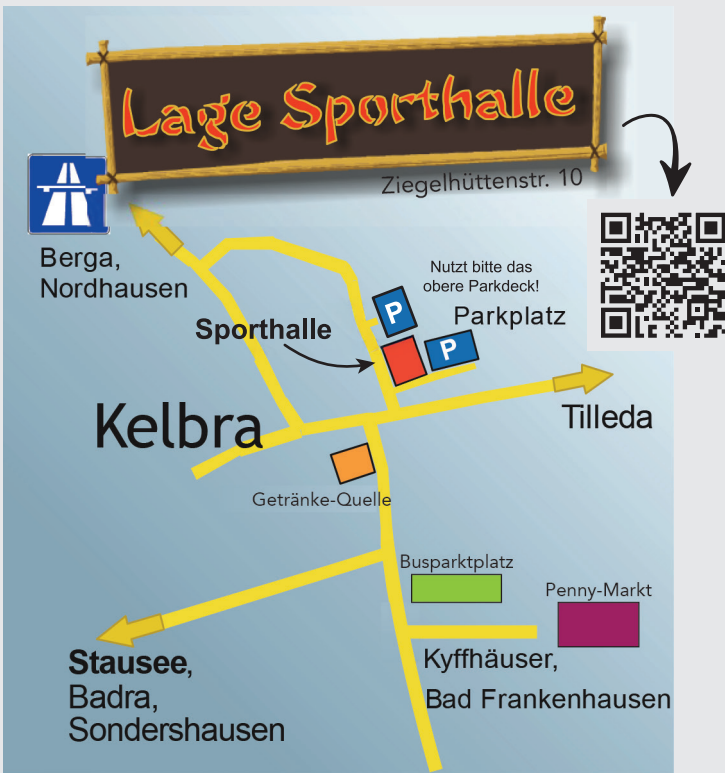 Lage Sporthalle
Ziegelhüttenstr. 10
Berga,
Nordhausen
Nutzt bitte das
obere Parkdeck!
P
Parkplatz
Sporthalle
P
Kelbra
Tilleda
Getränke-Quelle
Busparktplatz
Penny-Markt
Stausee,
Badra,
Sondershausen
Kyffhäuser,
Bad Frankenhausen